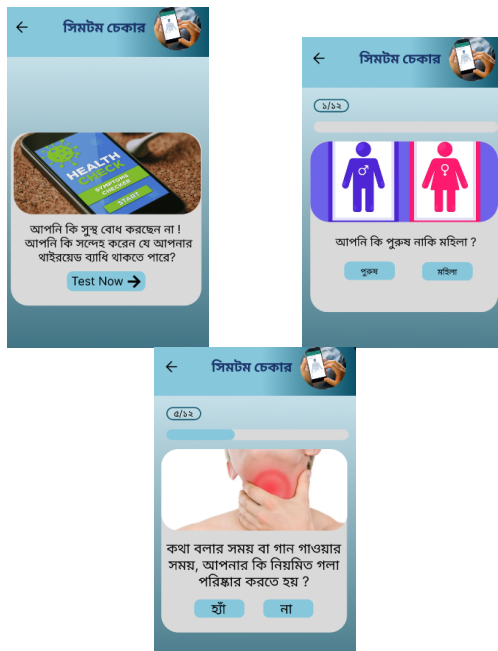 সিমটম চেকার
HEALTH
CHECK
SYMPTOMS
CHECKER
START
আপনি কি সুস্থ বোধ করছেন না !
আপনি কি সন্দেহ করেন যে আপনার
থাইরয়েড ব্যাধি থাকতে পারে?
Test Now
সিমটম চেকার
১/১২
আপনি কি পুরুষ নাকি মহিলা ?
পুরুষ
মহিলা
সিমটম চেকার
৫/১২
কথা বলার সময় বা গান গাওয়ার
সময়, আপনার কি নিয়মিত গলা
পরিষ্কার করতে হয় ?
হ্যাঁ
না